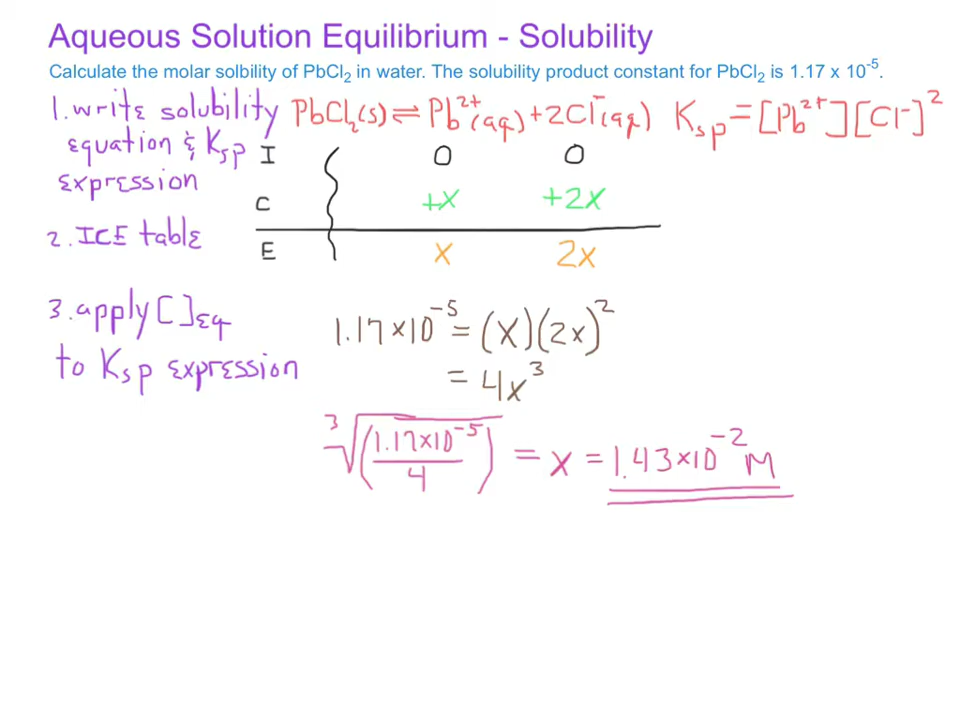 Aqueous Solution Equilibrium - Solubility
Calculate the molar solbility of PbCl₂ in water. The solubility product constant for PbCl₂ is 1.17 x 10⁻⁵.
1. write solubility equation & Ksp expression
PbCl₂(s) ⇌ Pb²⁺(aq) + 2Cl⁻(aq)
Ksp = [Pb²⁺][Cl⁻]²
I 0 0
C +x +2x
E x 2x
2. ICE table
3. apply [ ]eq to Ksp expression
1.17×10⁻⁵ = (x)(2x)²
= 4x³
³√(1.17×10⁻⁵/4) = x = 1.43×10⁻² M